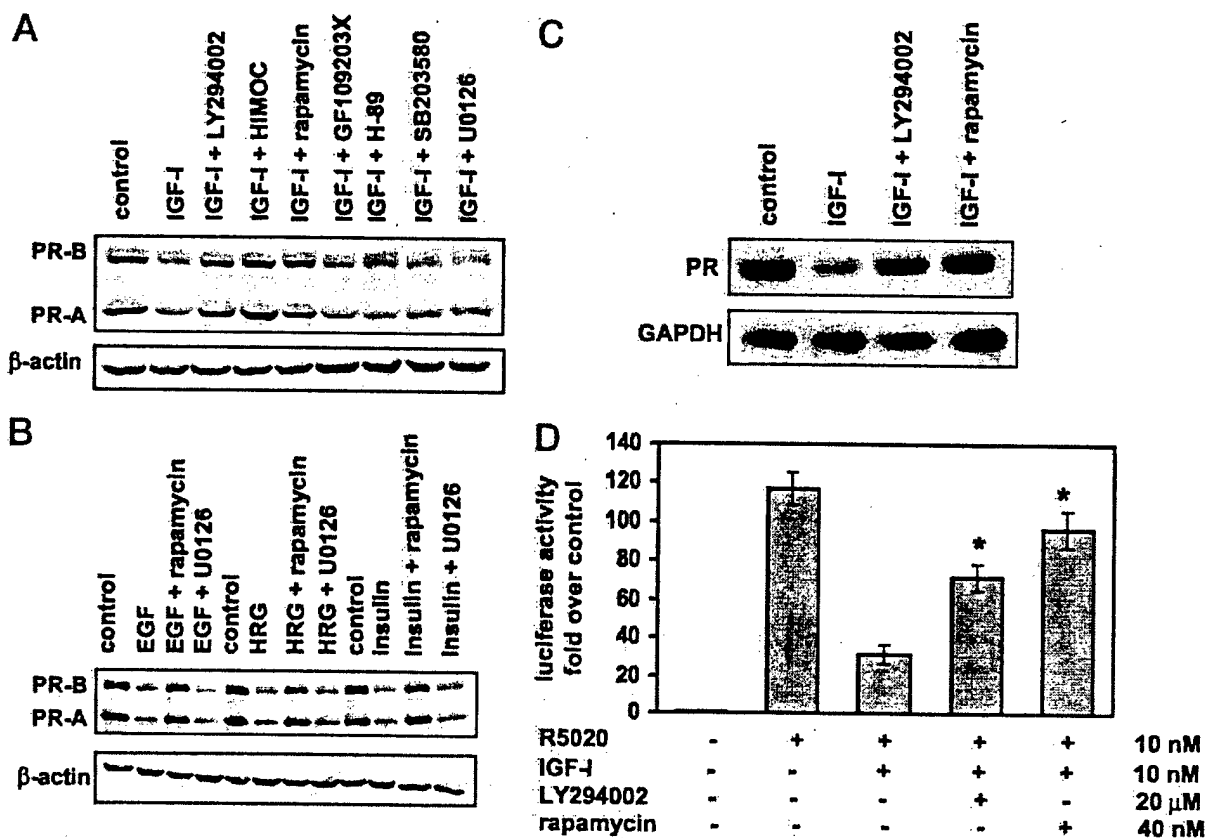 A
control
IGF-I
IGF-I + LY294002
IGF-I + HIMOC
IGF-I + rapamycin
IGF-I + GF109203X
IGF-I + H-89
IGF-I + SB203580
IGF-I + U0126
PR-B
PR-A
β-actin
B
control
EGF
EGF + rapamycin
EGF + U0126
control
HRG
HRG + rapamycin
HRG + U0126
control
Insulin
Insulin + rapamycin
Insulin + U0126
PR-B
PR-A
β-actin
C
control
IGF-I
IGF-I + LY294002
IGF-I + rapamycin
PR
GAPDH
D
luciferase activity
fold over control
140
120
100
80
60
40
20
0
*
*
R5020 - + + + + 10 nM
IGF-I - - + + + 10 nM
LY294002 - - - + - 20 μM
rapamycin - - - - + 40 nM